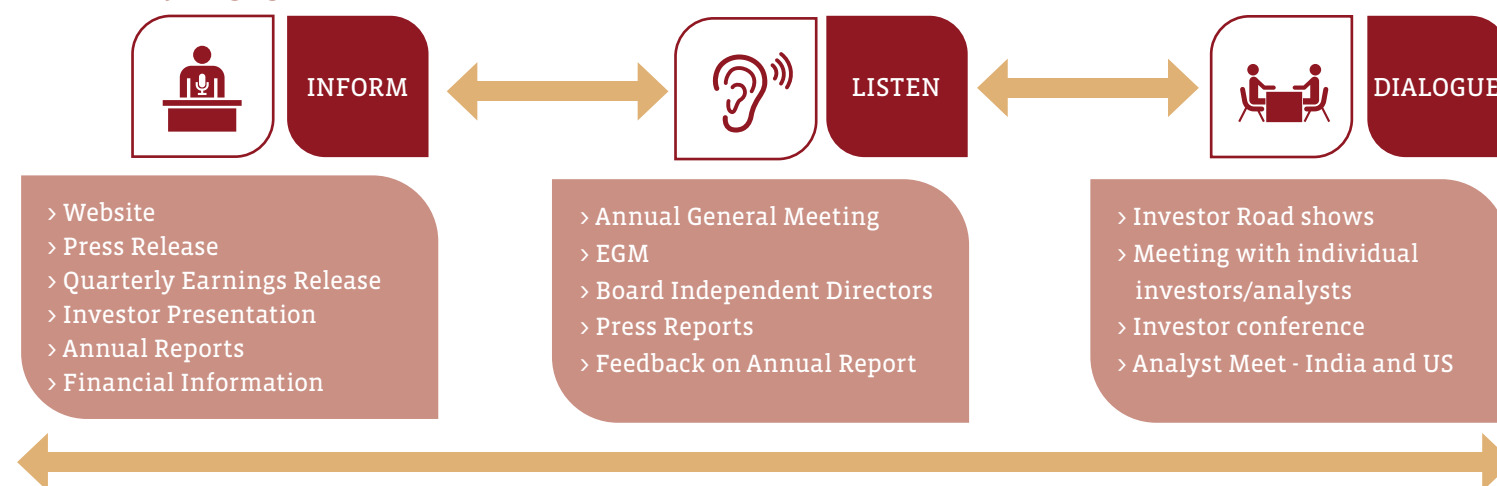 INFORM
LISTEN
DIALOGUE
› Website
› Press Release
› Quarterly Earnings Release
› Investor Presentation
› Annual Reports
› Financial Information
› Annual General Meeting
› EGM
› Board Independent Directors
› Press Reports
› Feedback on Annual Report
› Investor Road shows
› Meeting with individual
investors/analysts
› Investor conference
› Analyst Meet - India and US